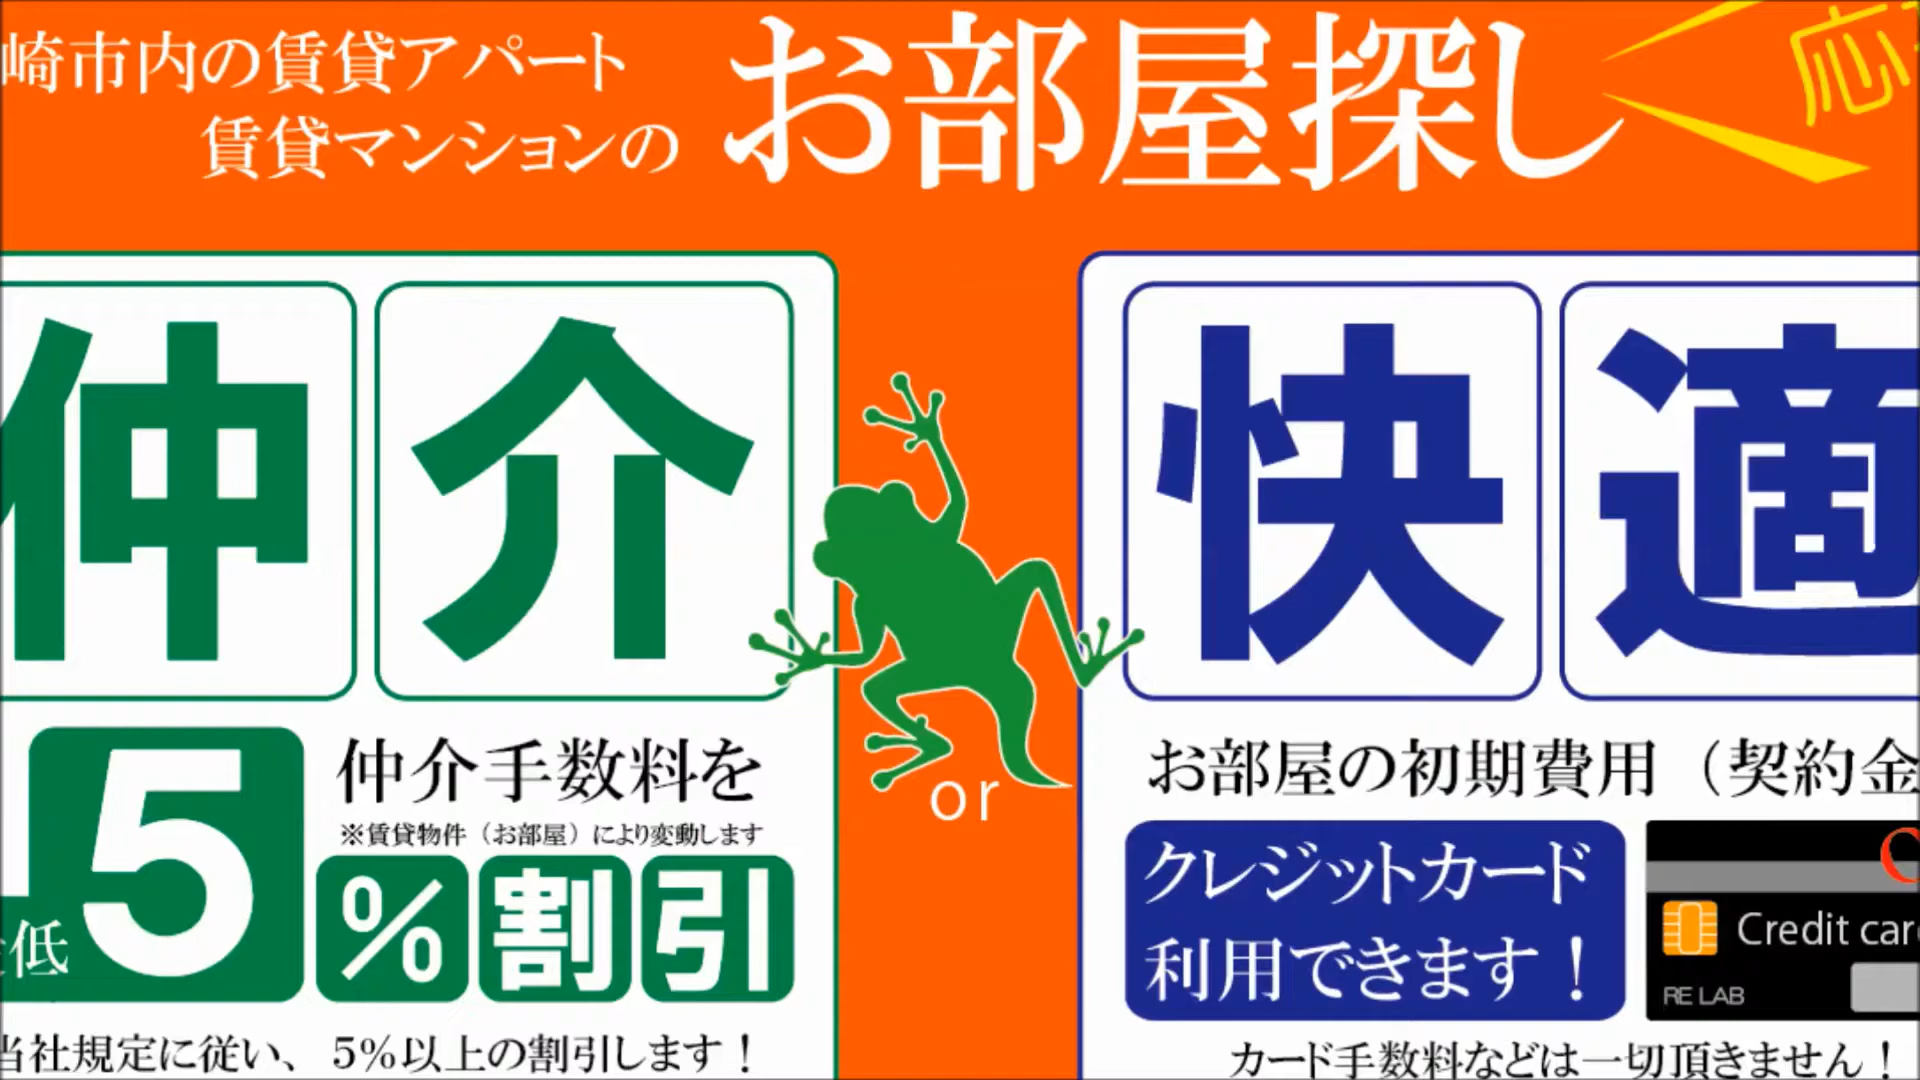 崎市内の賃貸アパート
賃貸マンションの
お部屋探し
応
仲介
快適
5
低
仲介手数料を
※賃貸物件（お部屋）により変動します
%割引
当社規定に従い、5%以上の割引します！
or
お部屋の初期費用（契約金
クレジットカード
利用できます！
Credit card
RE LAB
カード手数料などは一切頂きません！